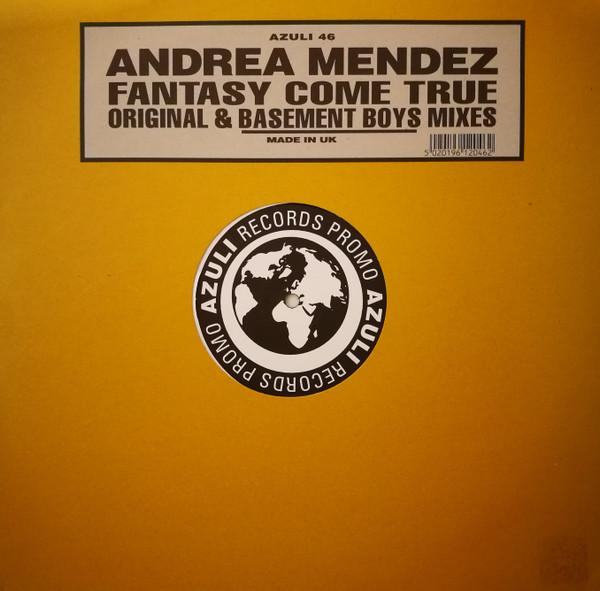 AZULI 46
ANDREA MENDEZ
FANTASY COME TRUE
ORIGINAL & BASEMENT BOYS MIXES
MADE IN UK
5 020196 120462
AZULI RECORDS PROMO AZULI RECORDS PROMO